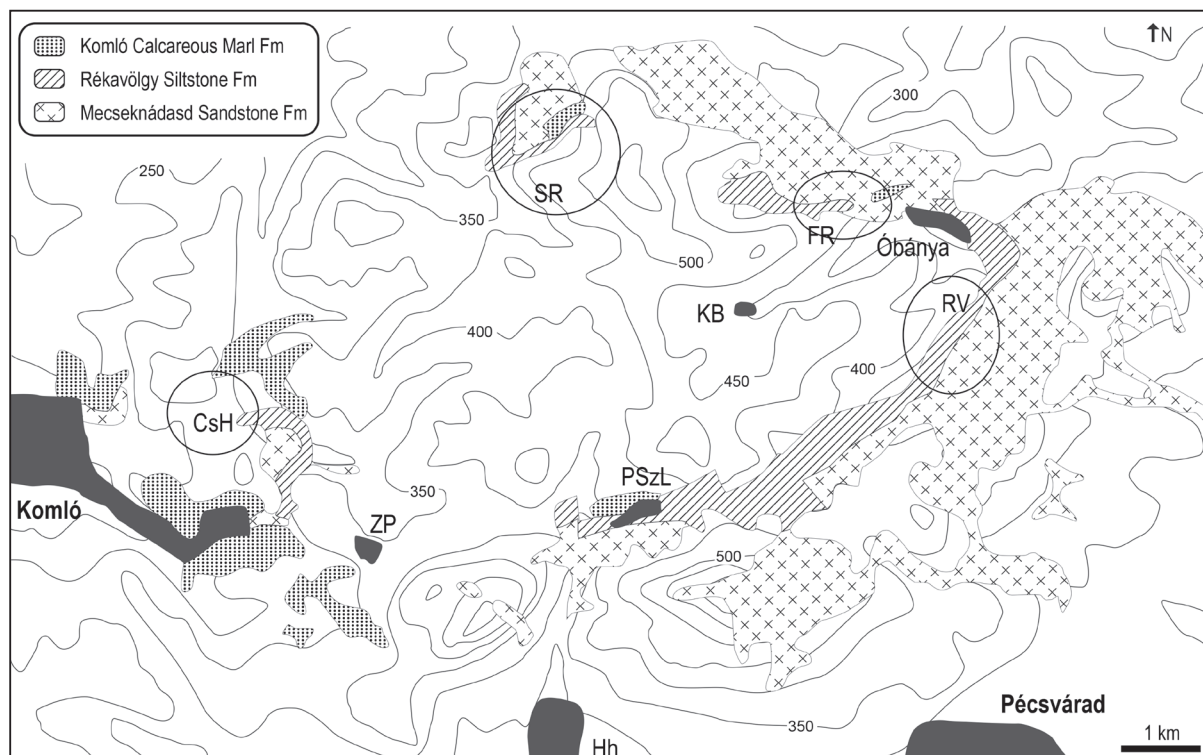 Komló Calcareous Marl Fm
Rékavölgy Siltstone Fm
Mecseknádasd Sandstone Fm
N
300
250
SR
350
FR
500
Óbánya
KB
RV
400
400
450
CsH
PSzL
350
Komló
ZP
500
Pécsvárad
350
1 km
Hh